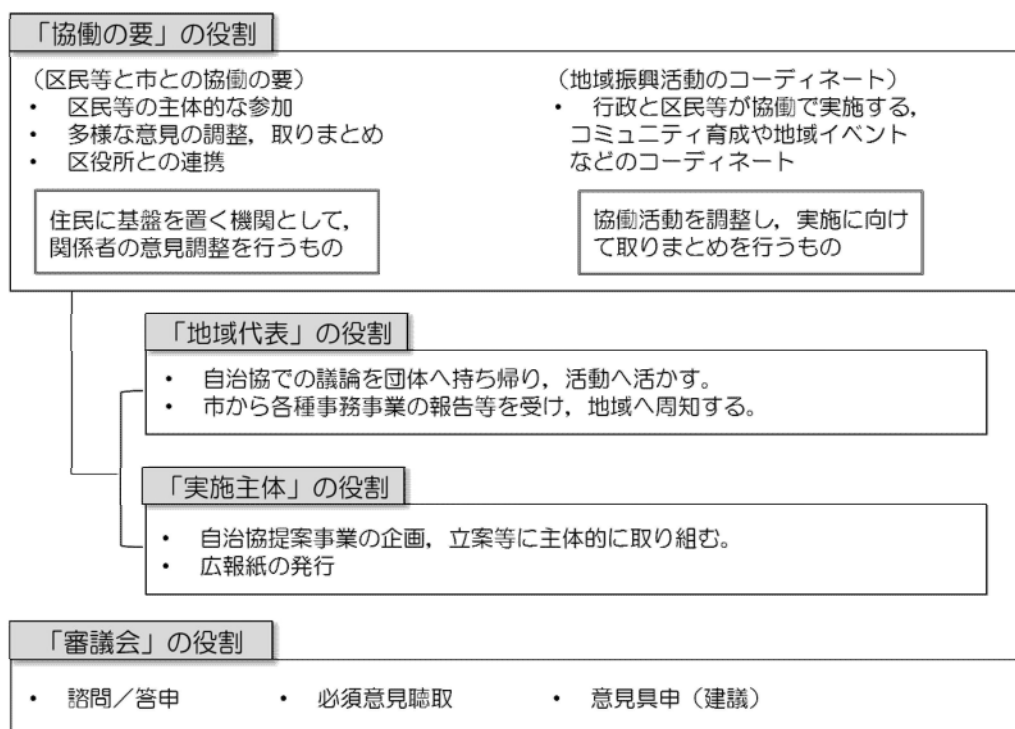 「協働の要」の役割
（区民等と市との協働の要）
・ 区民等の主体的な参加
・ 多様な意見の調整，取りまとめ
・ 区役所との連携
住民に基盤を置く機関として，
関係者の意見調整を行うもの
（地域振興活動のコーディネート）
・ 行政と区民等が協働で実施する，
コミュニティ育成や地域イベント
などのコーディネート
協働活動を調整し，実施に向け
て取りまとめを行うもの
「地域代表」の役割
・ 自治協での議論を団体へ持ち帰り，活動へ活かす。
・ 市から各種事務事業の報告等を受け，地域へ周知する。
「実施主体」の役割
・ 自治協提案事業の企画，立案等に主体的に取り組む。
・ 広報紙の発行
「審議会」の役割
・ 諮問／答申 ・ 必須意見聴取 ・ 意見具申（建議）